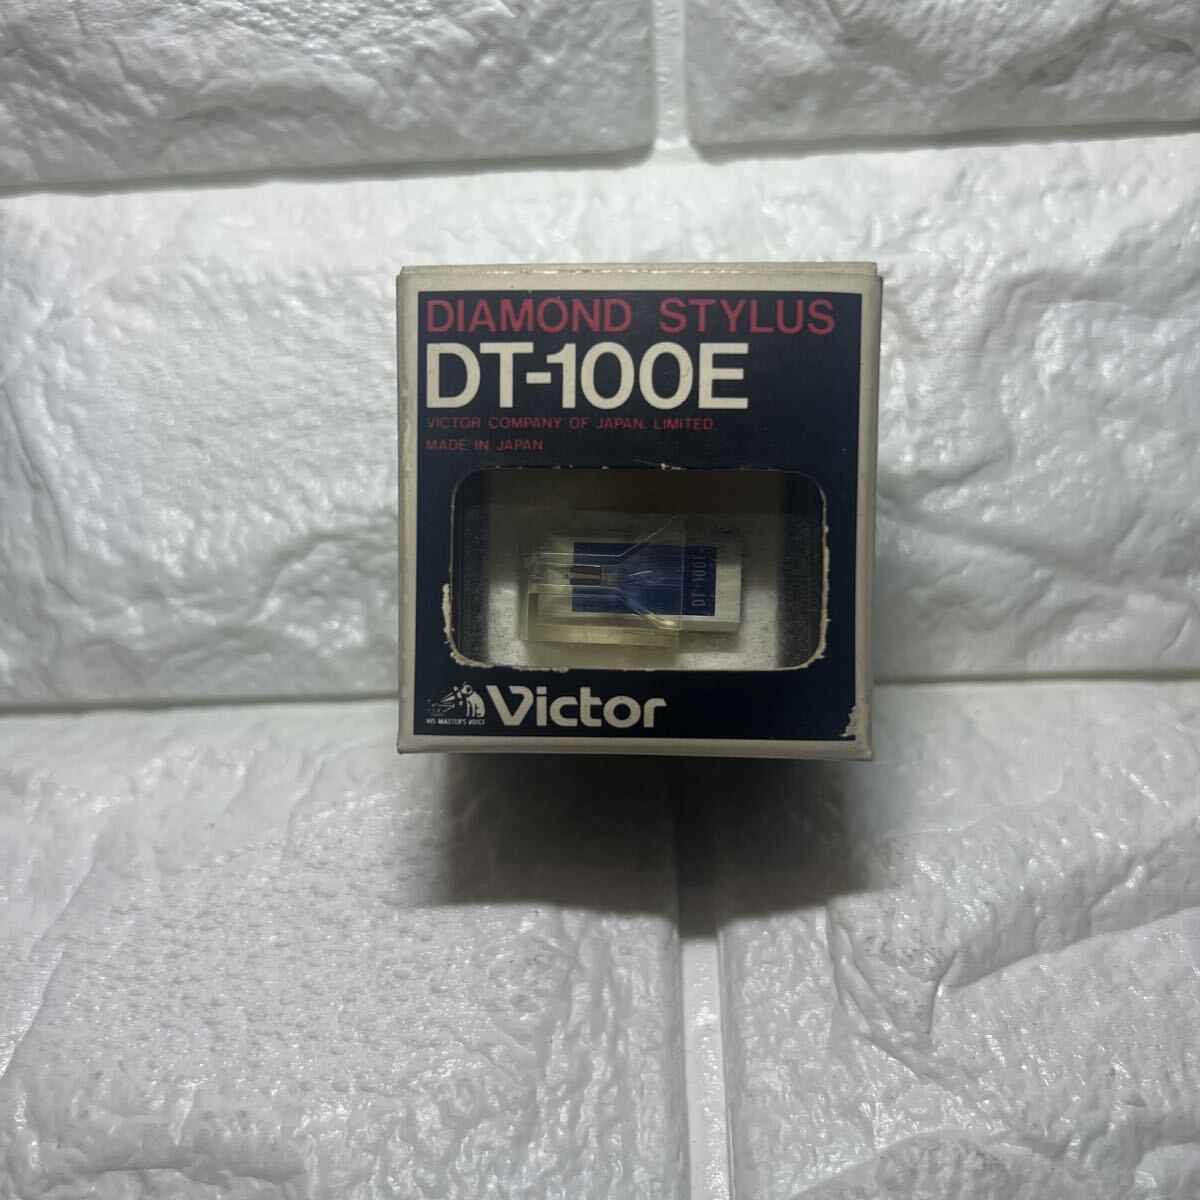 DIAMOND STYLUS
DT-100E
VICTOR COMPANY OF JAPAN. LIMITED.
MADE IN JAPAN
DT-100E
HIS MASTER'S VOICE
Victor